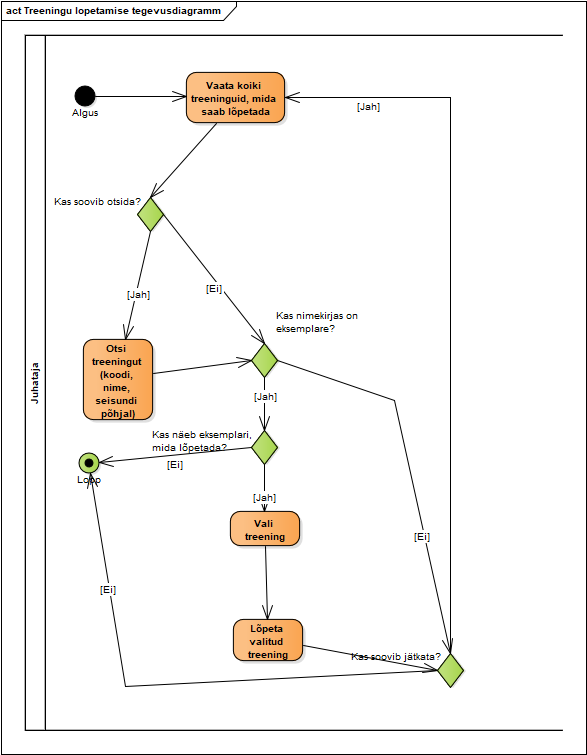 act Treeningu lopetamise tegevusdiagramm
Juhataja
Algus
Vaata koiki
treeninguid, mida
saab lõpetada
[Jah]
Kas soovib otsida?
[Jah]
[Ei]
Kas nimekirjas on
eksemplare?
Otsi
treeningut
(koodi,
nime,
seisundi
põhjal)
[Jah]
Kas näeb eksemplari,
mida lõpetada?
[Ei]
Lopp
[Jah]
Vali
treening
[Ei]
[Ei]
Lõpeta
valitud
treening
Kas soovib jätkata?